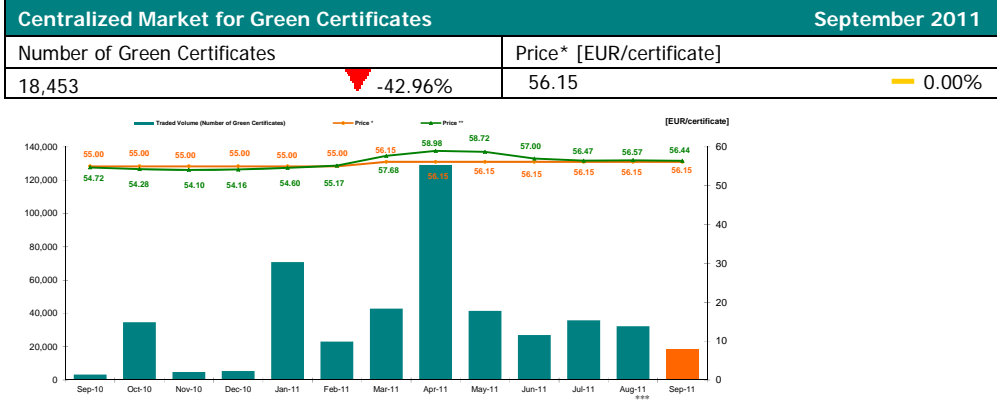 Centralized Market for Green Certificates September 2011
Number of Green Certificates Price* [EUR/certificate]
18,453 -42.96% 56.15 0.00%
Traded Volume (Number of Green Certificates) Price * Price ** [EUR/certificate]
140,000 120,000 100,000 80,000 60,000 40,000 20,000 0
55.00 55.00 55.00 55.00 55.00 55.00 56.15 56.15 56.15 56.15 56.15 56.15 56.15
54.72 54.28 54.10 54.16 54.60 55.17 57.68 58.98 58.72 57.00 56.47 56.57 56.44
60 50 40 30 20 10 0
Sep-10 Oct-10 Nov-10 Dec-10 Jan-11 Feb-11 Mar-11 Apr-11 May-11 Jun-11 Jul-11 Aug-11 Sep-11
***